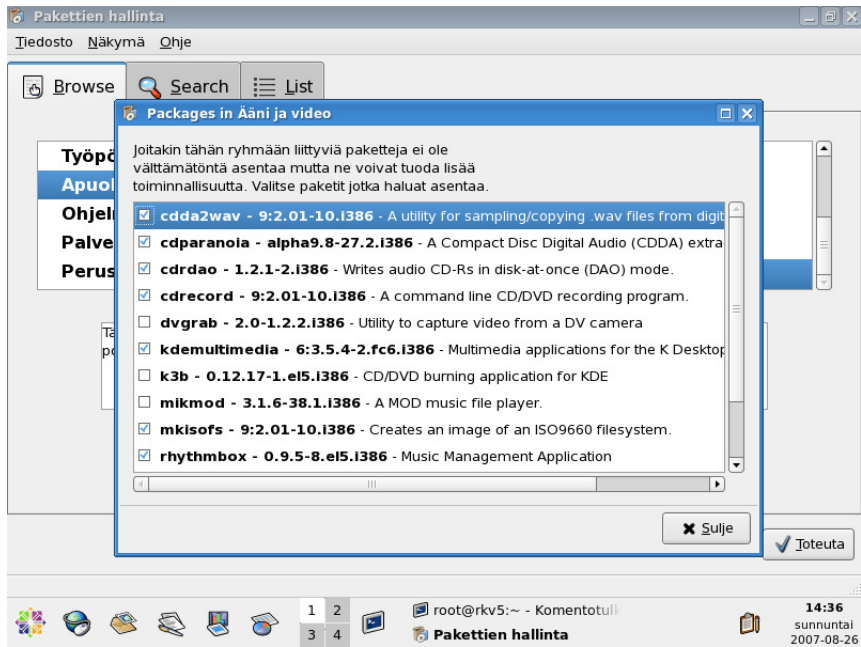 Pakettien hallinta
Tiedosto Näkymä Ohje
Browse Search List
Packages in Ääni ja video
Joitakin tähän ryhmään liittyviä paketteja ei ole
välttämätöntä asentaa mutta ne voivat tuoda lisää
toiminnallisuutta. Valitse paketit jotka haluat asentaa.
Työpö
Apuol
Ohjel
Palve
Perus
cdda2wav - 9:2.01-10.i386 - A utility for sampling/copying .wav files from digit
cdparanoia - alpha9.8-27.2.i386 - A Compact Disc Digital Audio (CDDA) extra
cdrdao - 1.2.1-2.i386 - Writes audio CD-Rs in disk-at-once (DAO) mode.
cdrecord - 9:2.01-10.i386 - A command line CD/DVD recording program.
dvgrab - 2.0-1.2.2.i386 - Utility to capture video from a DV camera
kdemultimedia - 6:3.5.4-2.fc6.i386 - Multimedia applications for the K Desktop
k3b - 0.12.17-1.el5.i386 - CD/DVD burning application for KDE
mikmod - 3.1.6-38.1.i386 - A MOD music file player.
mkisofs - 9:2.01-10.i386 - Creates an image of an ISO9660 filesystem.
rhythmbox - 0.9.5-8.el5.i386 - Music Management Application
Sulje
Toteuta
1 2
3 4
root@rkv5:~ - Komentotulk
Pakettien hallinta
14:36
sunnuntai
2007-08-26